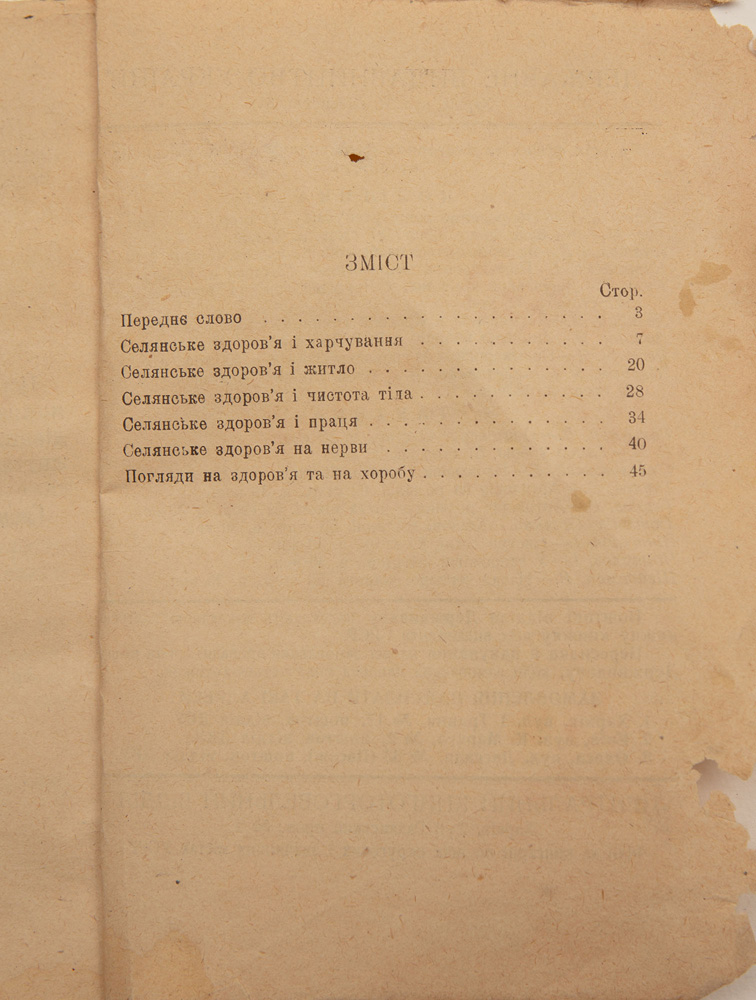 ЗМІСТ
Стор.
Переднє слово . . . . . . . . . . . . . . . . . . . 3
Селянське здоров'я і харчування . . . . . . . . . . . 7
Селянське здоров'я і житло . . . . . . . . . . . . . 20
Селянське здоров'я і чистота тіла . . . . . . . . . . . 28
Селянське здоров'я і праця . . . . . . . . . . . . . 34
Селянське здоров'я на нерви . . . . . . . . . . . . 40
Погляди на здоров'я та на хоробу . . . . . . . . . . . 45